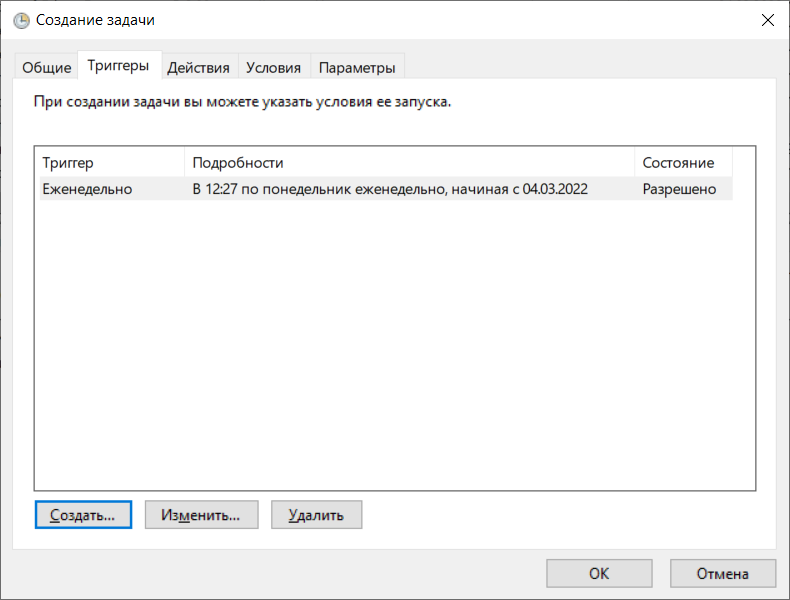 Создание задачи
Общие Триггеры Действия Условия Параметры
При создании задачи вы можете указать условия ее запуска.
Триггер Подробности Состояние
Еженедельно В 12:27 по понедельник еженедельно, начиная с 04.03.2022 Разрешено
Создать... Изменить... Удалить
ОК Отмена